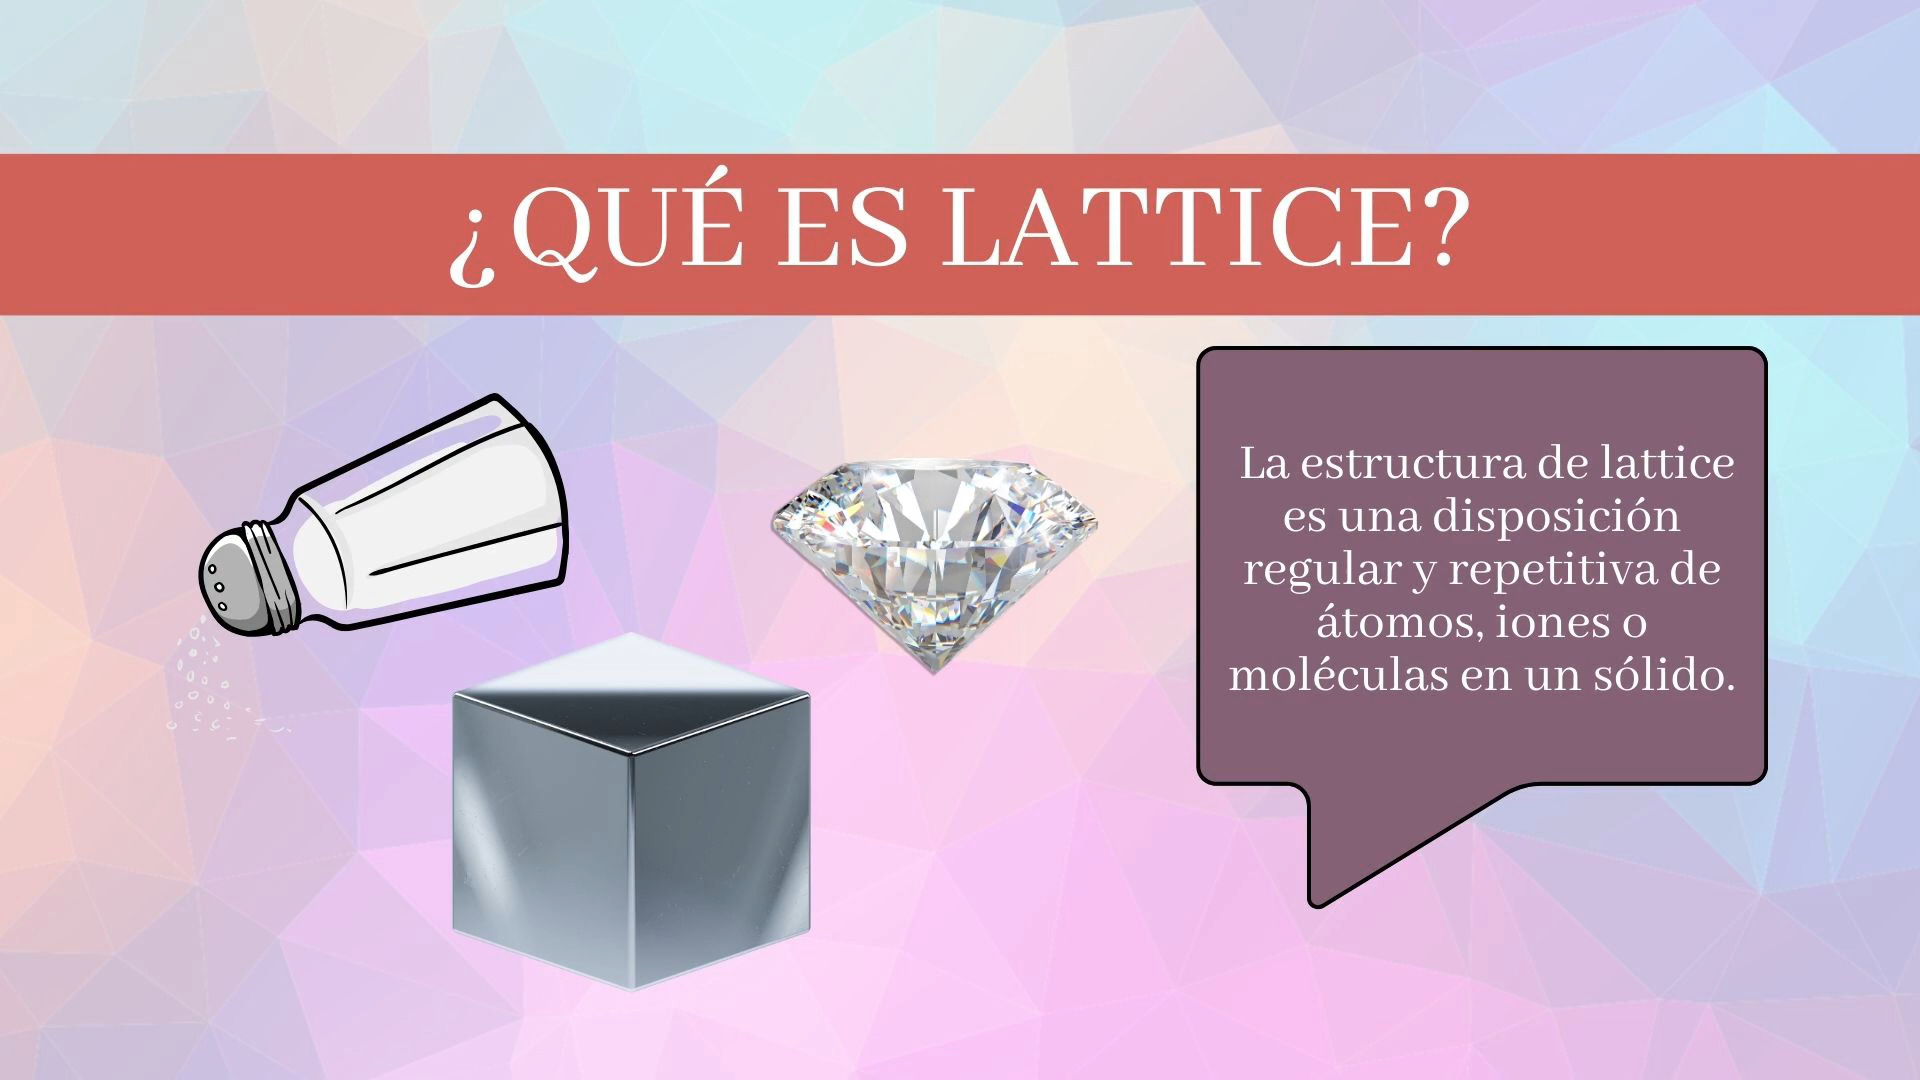 ¿QUÉ ES LATTICE?
La estructura de lattice
es una disposición
regular y repetitiva de
átomos, iones o
moléculas en un sólido.